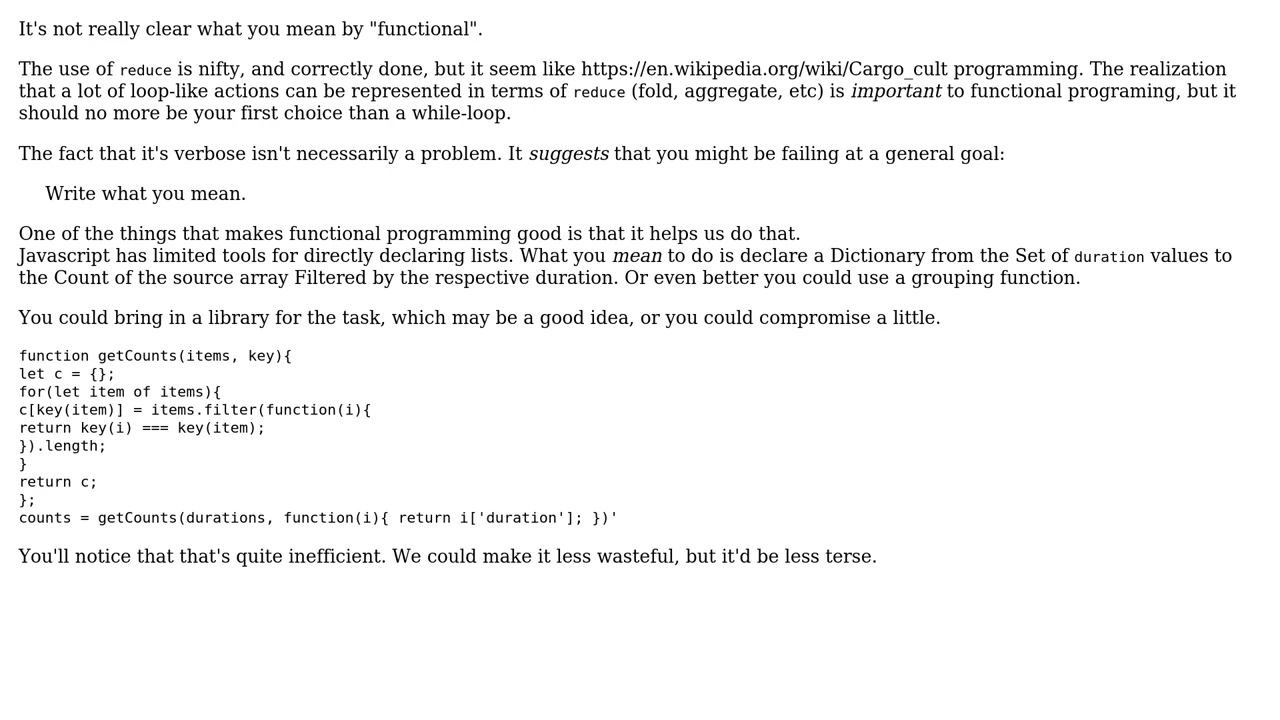 It's not really clear what you mean by "functional".
The use of reduce is nifty, and correctly done, but it seem like https://en.wikipedia.org/wiki/Cargo_cult programming. The realization
that a lot of loop-like actions can be represented in terms of reduce (fold, aggregate, etc) is important to functional programing, but it
should no more be your first choice than a while-loop.
The fact that it's verbose isn't necessarily a problem. It suggests that you might be failing at a general goal:
Write what you mean.
One of the things that makes functional programming good is that it helps us do that.
Javascript has limited tools for directly declaring lists. What you mean to do is declare a Dictionary from the Set of duration values to
the Count of the source array Filtered by the respective duration. Or even better you could use a grouping function.
You could bring in a library for the task, which may be a good idea, or you could compromise a little.
function getCounts(items, key){
let c = {};
for(let item of items){
c[key(item)] = items.filter(function(i){
return key(i) === key(item);
}).length;
}
return c;
};
counts = getCounts(durations, function(i){ return i['duration']; })'
You'll notice that that's quite inefficient. We could make it less wasteful, but it'd be less terse.